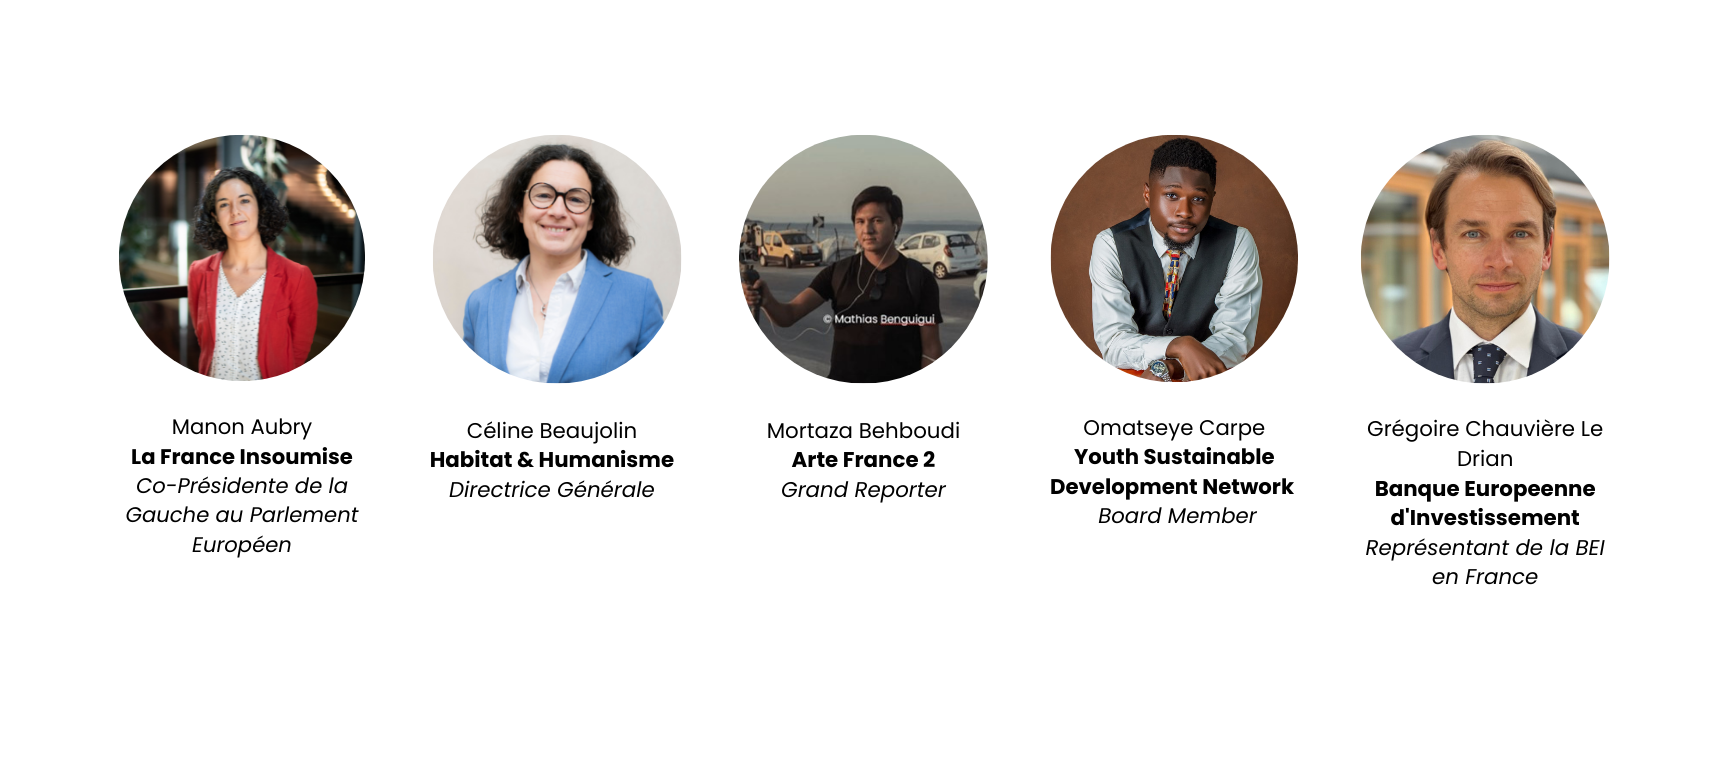 © Mathias Benguigui
Manon Aubry
La France Insoumise
Co-Présidente de la
Gauche au Parlement
Européen
Céline Beaujolin
Habitat & Humanisme
Directrice Générale
Mortaza Behboudi
Arte France 2
Grand Reporter
Omatseye Carpe
Youth Sustainable
Development Network
Board Member
Grégoire Chauvière Le
Drian
Banque Europeenne
d'Investissement
Représentant de la BEI
en France